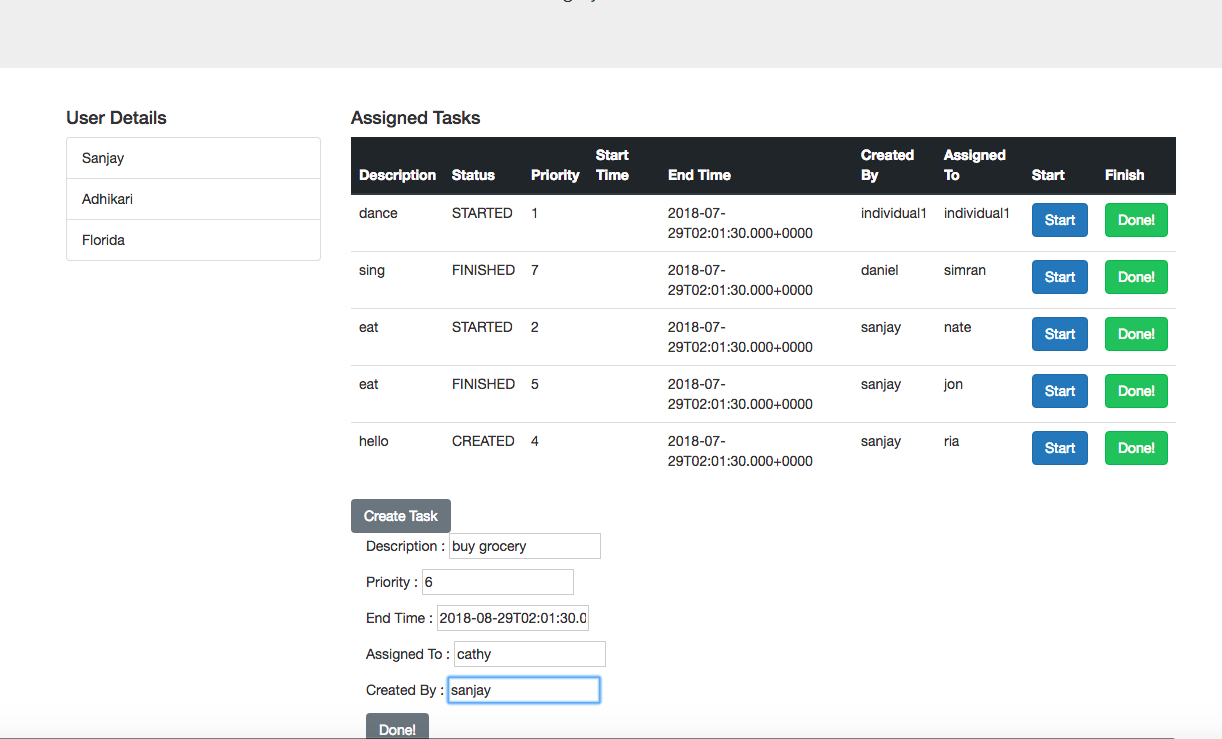 User Details
Sanjay
Adhikari
Florida
Assigned Tasks
Description Status Priority Start Time End Time Created By Assigned To Start Finish
dance STARTED 1 2018-07-29T02:01:30.000+0000 individual1 individual1 Start Done!
sing FINISHED 7 2018-07-29T02:01:30.000+0000 daniel simran Start Done!
eat STARTED 2 2018-07-29T02:01:30.000+0000 sanjay nate Start Done!
eat FINISHED 5 2018-07-29T02:01:30.000+0000 sanjay jon Start Done!
hello CREATED 4 2018-07-29T02:01:30.000+0000 sanjay ria Start Done!
Create Task
Description : buy grocery
Priority : 6
End Time : 2018-08-29T02:01:30.0
Assigned To : cathy
Created By : sanjay
Done!